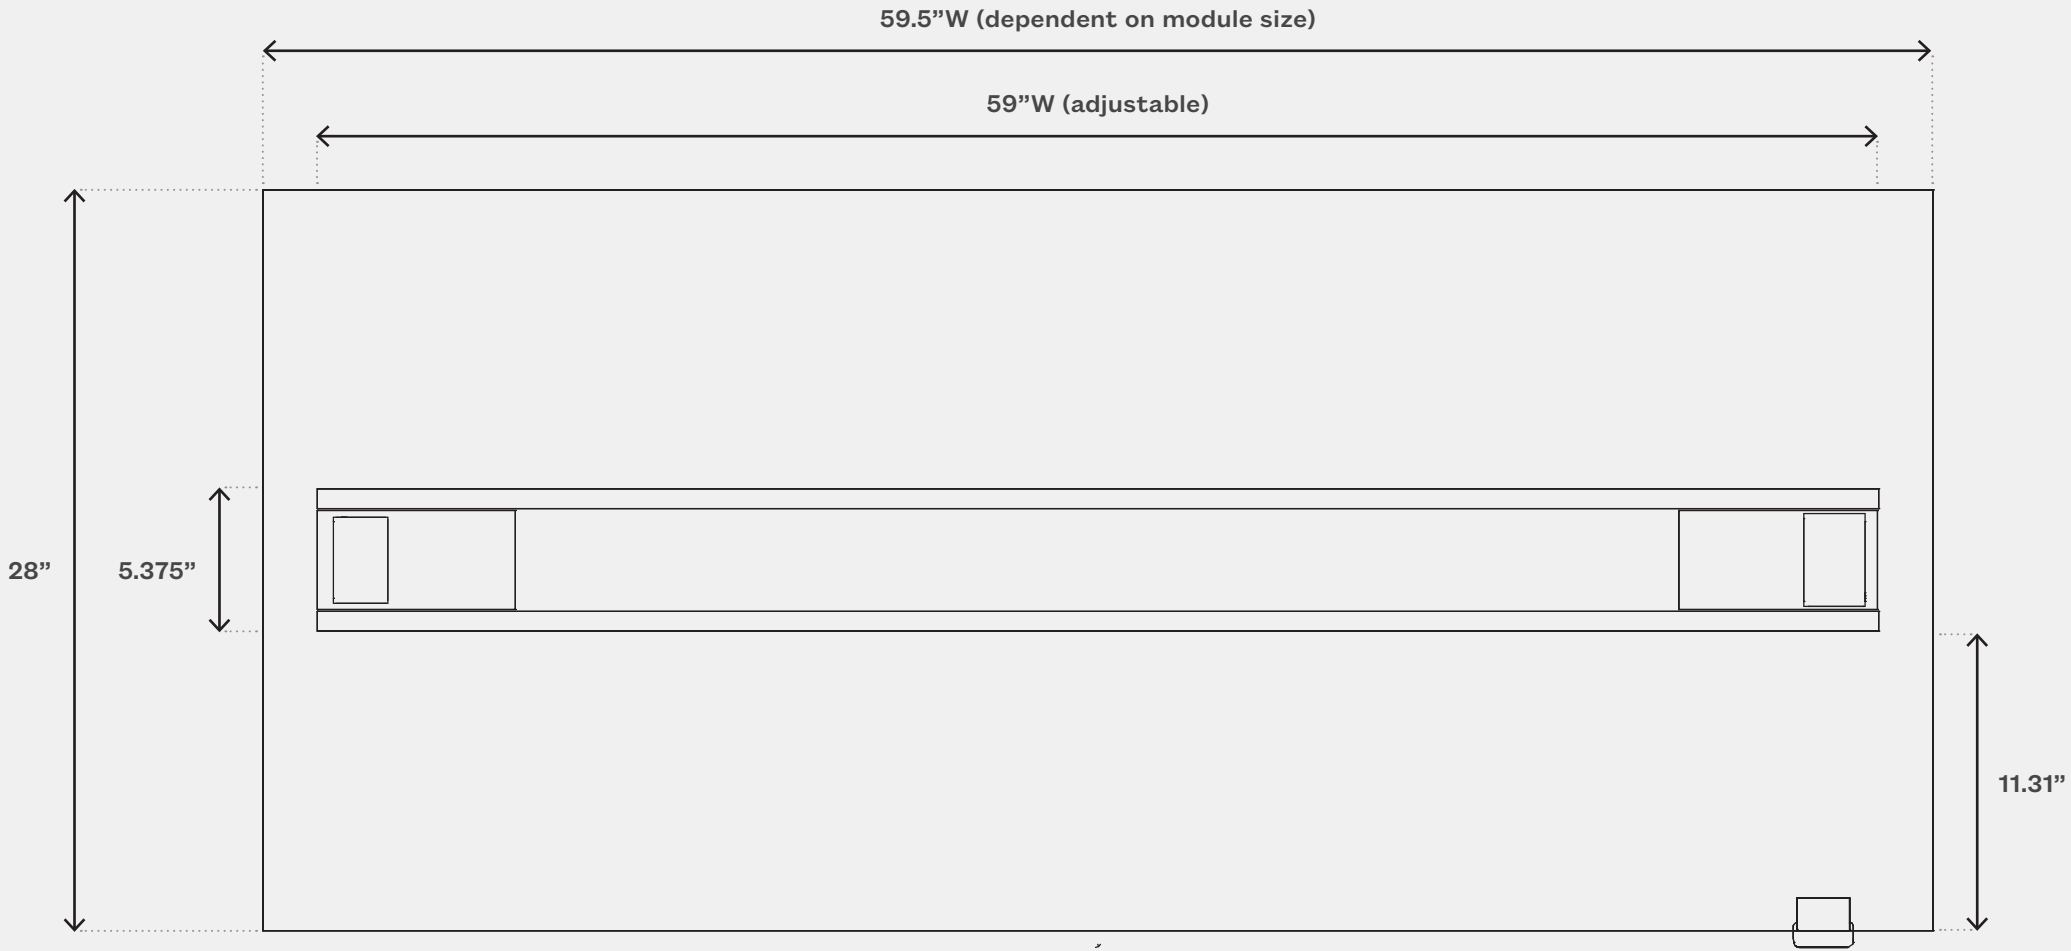 59.5”W (dependent on module size)
59”W (adjustable)
28”
5.375”
11.31”